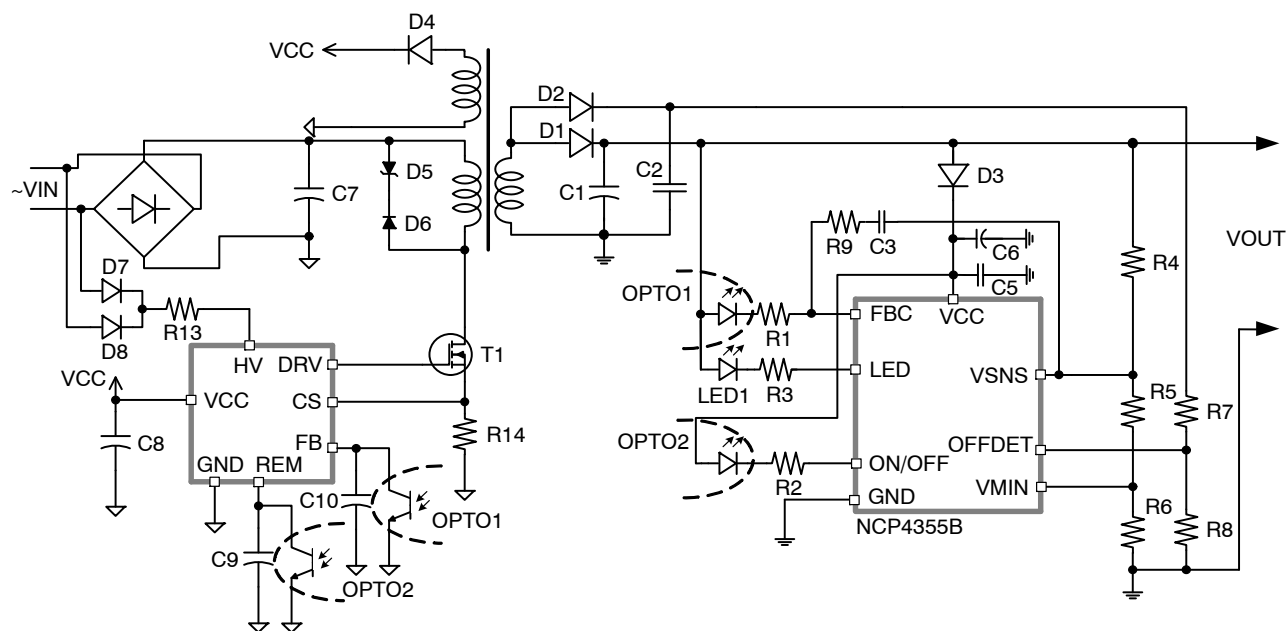 D4
VCC
D2
D1
~VIN
C7
D5
D6
C1
C2
D3
R9
C3
C6
C5
VOUT
R4
D7
D8
R13
OPTO1
R1
FBC
VCC
HV
DRV
T1
LED
VSNS
LED1
R3
VCC
VCC
CS
R5
R7
C8
FB
R14
OPTO2
OFFDET
GND
REM
R2
ON/OFF
C10
VMIN
GND
R6
OPTO1
NCP4355B
R8
C9
OPTO2